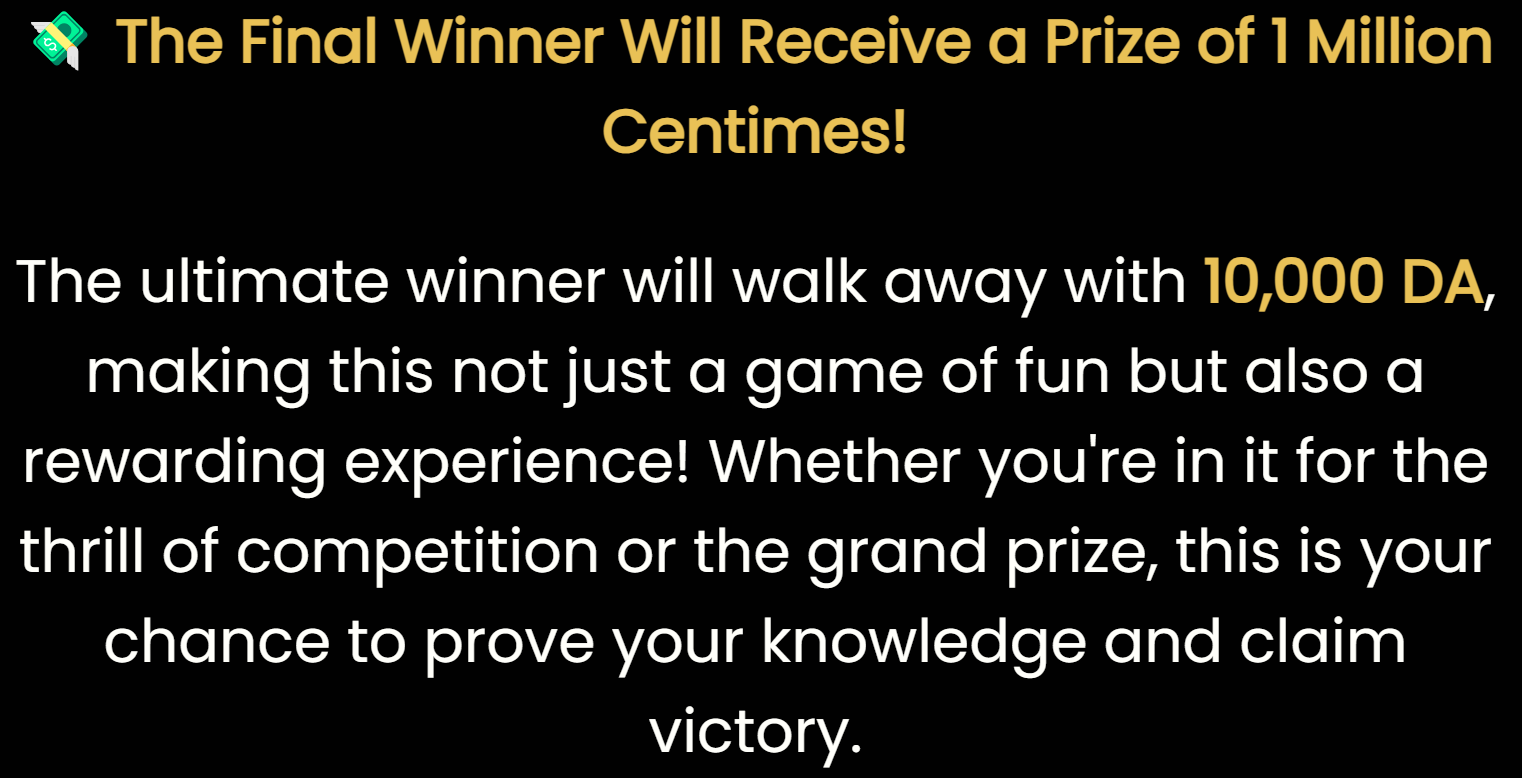 💸 The Final Winner Will Receive a Prize of 1 Million
Centimes!
The ultimate winner will walk away with 10,000 DA,
making this not just a game of fun but also a
rewarding experience! Whether you're in it for the
thrill of competition or the grand prize, this is your
chance to prove your knowledge and claim
victory.